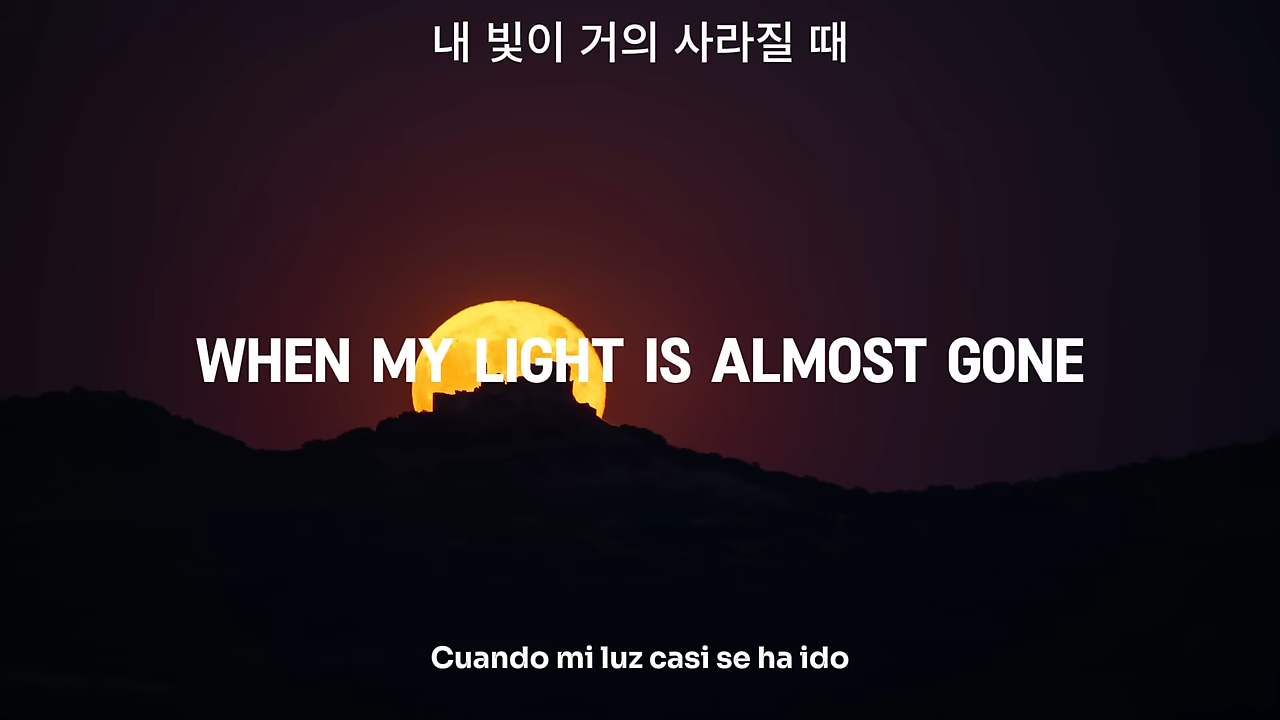 내 빛이 거의 사라질 때
WHEN MY LIGHT IS ALMOST GONE
Cuando mi luz casi se ha ido